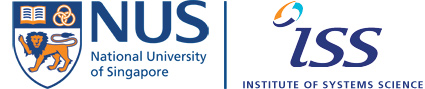 NUS
National University
of Singapore
iss
INSTITUTE OF SYSTEMS SCIENCE